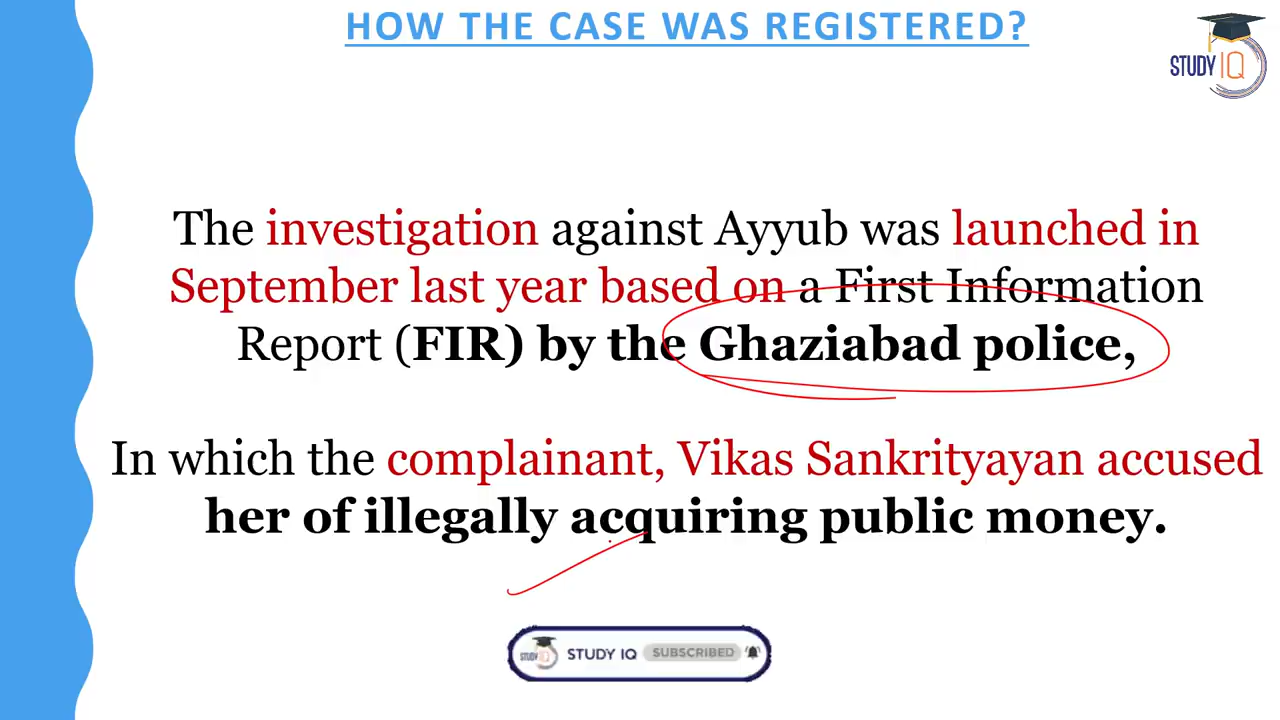 HOW THE CASE WAS REGISTERED?
STUDY IQ
The investigation against Ayyub was launched in
September last year based on a First Information
Report (FIR) by the Ghaziabad police,
In which the complainant, Vikas Sankrityayan accused
her of illegally acquiring public money.
STUDY IQ STUDY IQ SUBSCRIBED